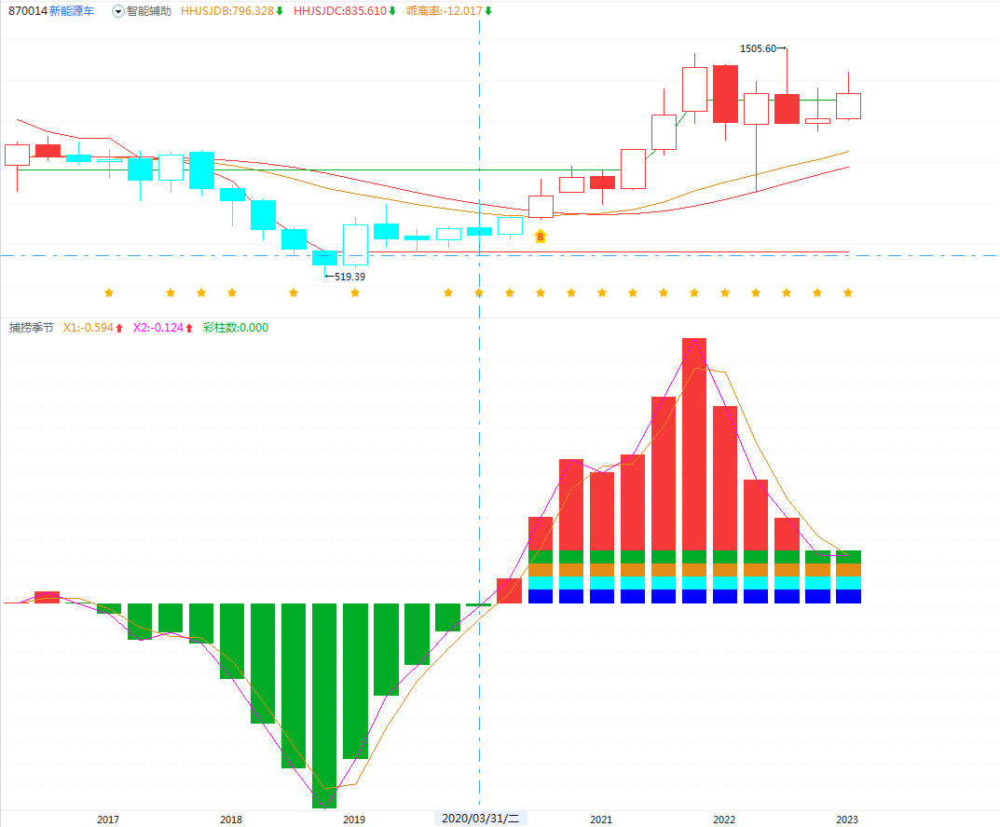 870014 新能源车 智能辅助 HHJSJDB:796.328 HHJSJDC:835.610 乖离率:-12.017
1505.60
B
519.39
捕捞季节 X1:-0.594 X2:-0.124 彩柱数:0.000
2017 2018 2019 2020/03/31/二 2021 2022 2023